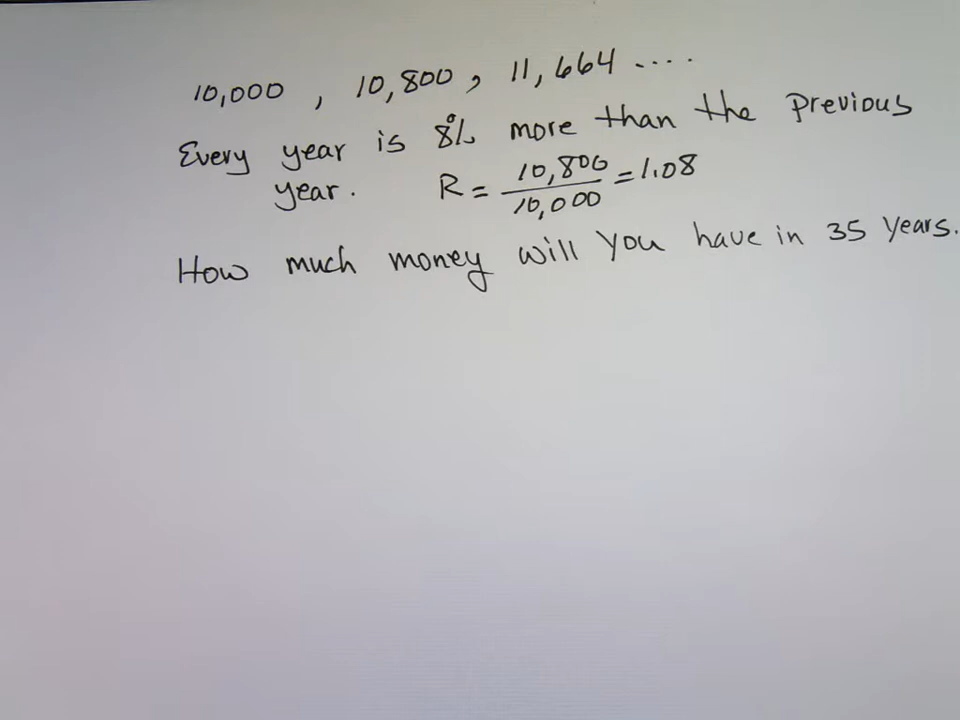 10,000 , 10,800 , 11,664 ....
Every year is 8% more than the previous
year. R = 10,800/10,000 = 1.08
How much money will you have in 35 years.